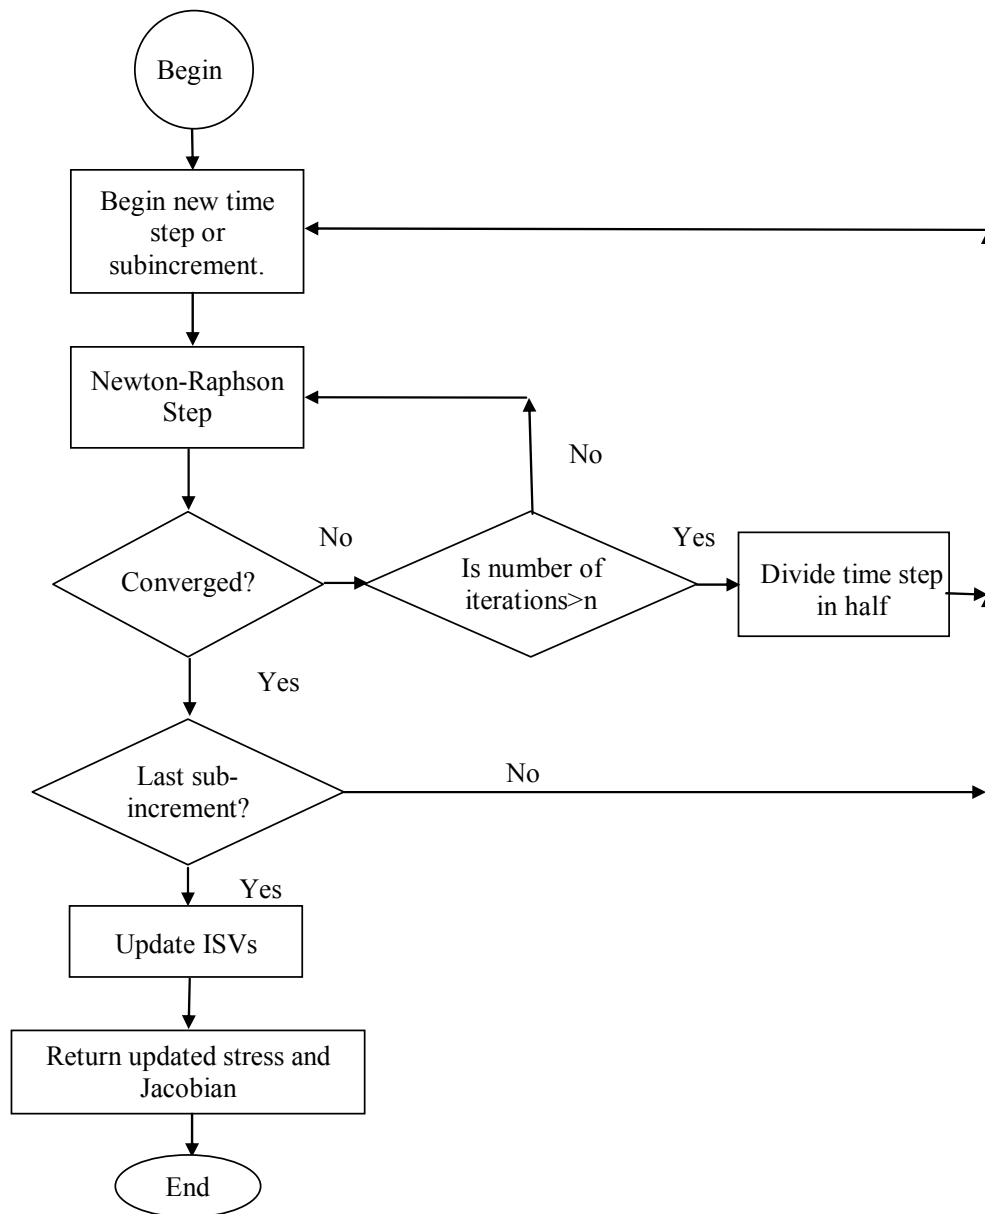 Begin
Begin new time
step or
subincrement.
Newton-Raphson
Step
No
Converged?
No
Is number of
iterations>n
Yes
Divide time step
in half
Yes
Last sub-
increment?
No
Yes
Update ISVs
Return updated stress and
Jacobian
End